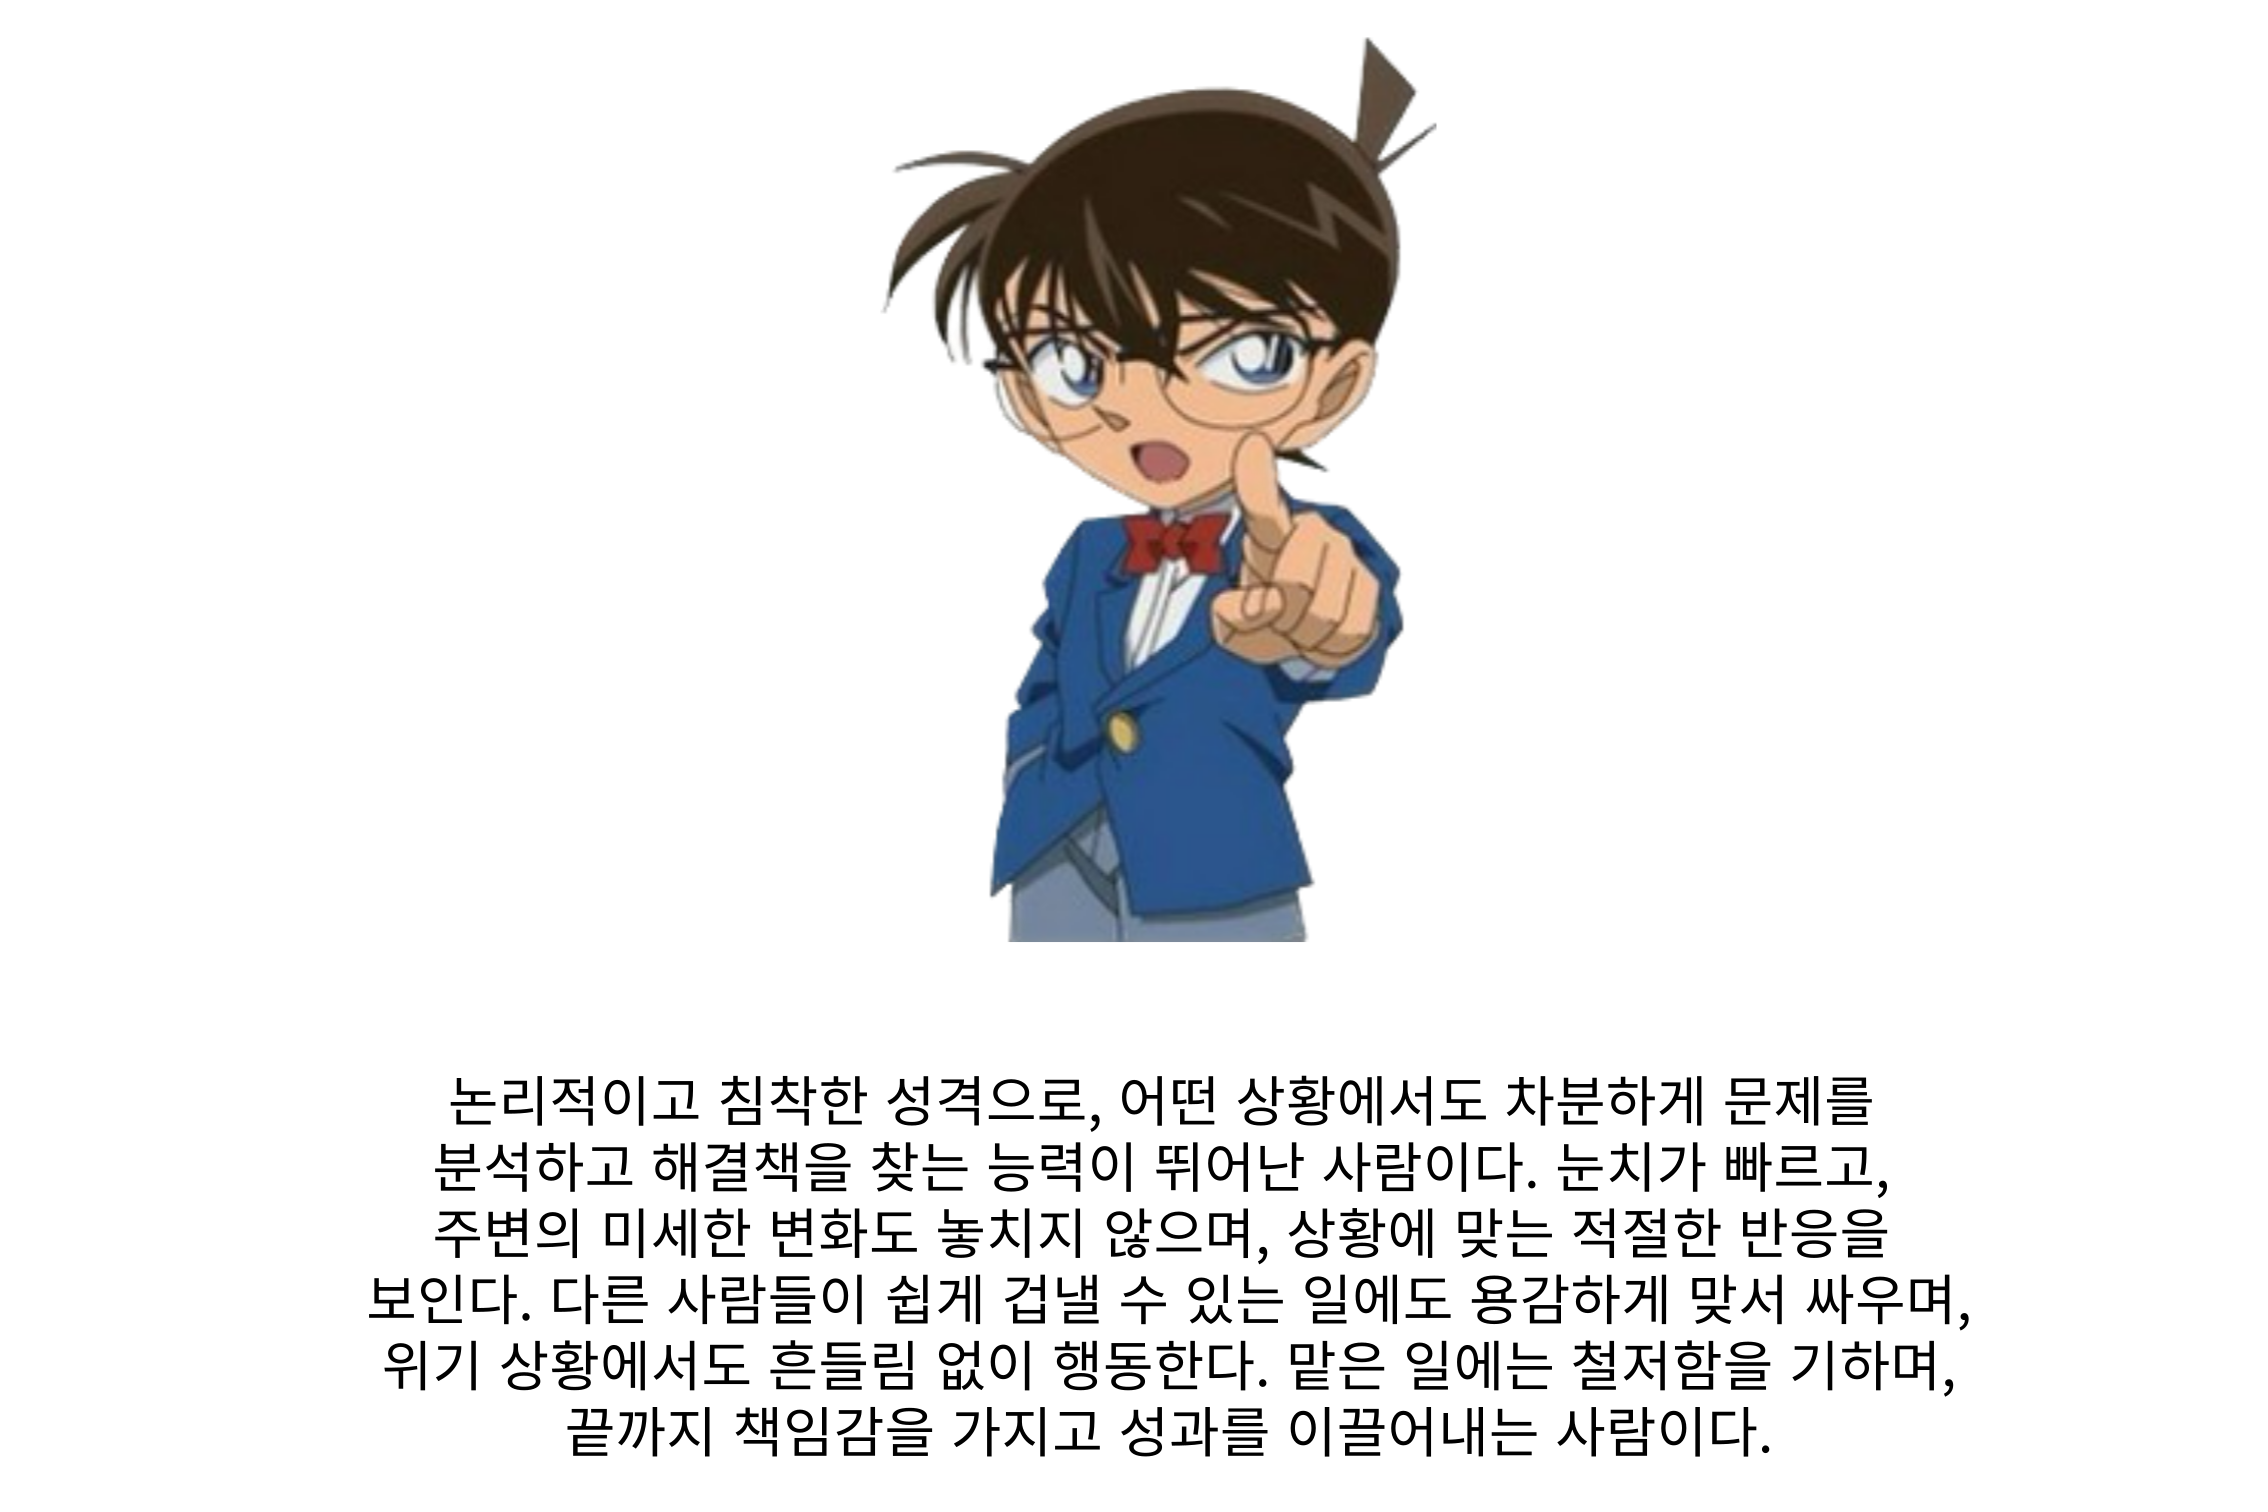 논리적이고 침착한 성격으로, 어떤 상황에서도 차분하게 문제를
분석하고 해결책을 찾는 능력이 뛰어난 사람이다. 눈치가 빠르고,
주변의 미세한 변화도 놓치지 않으며, 상황에 맞는 적절한 반응을
보인다. 다른 사람들이 쉽게 겁낼 수 있는 일에도 용감하게 맞서 싸우며,
위기 상황에서도 흔들림 없이 행동한다. 맡은 일에는 철저함을 기하며,
끝까지 책임감을 가지고 성과를 이끌어내는 사람이다.